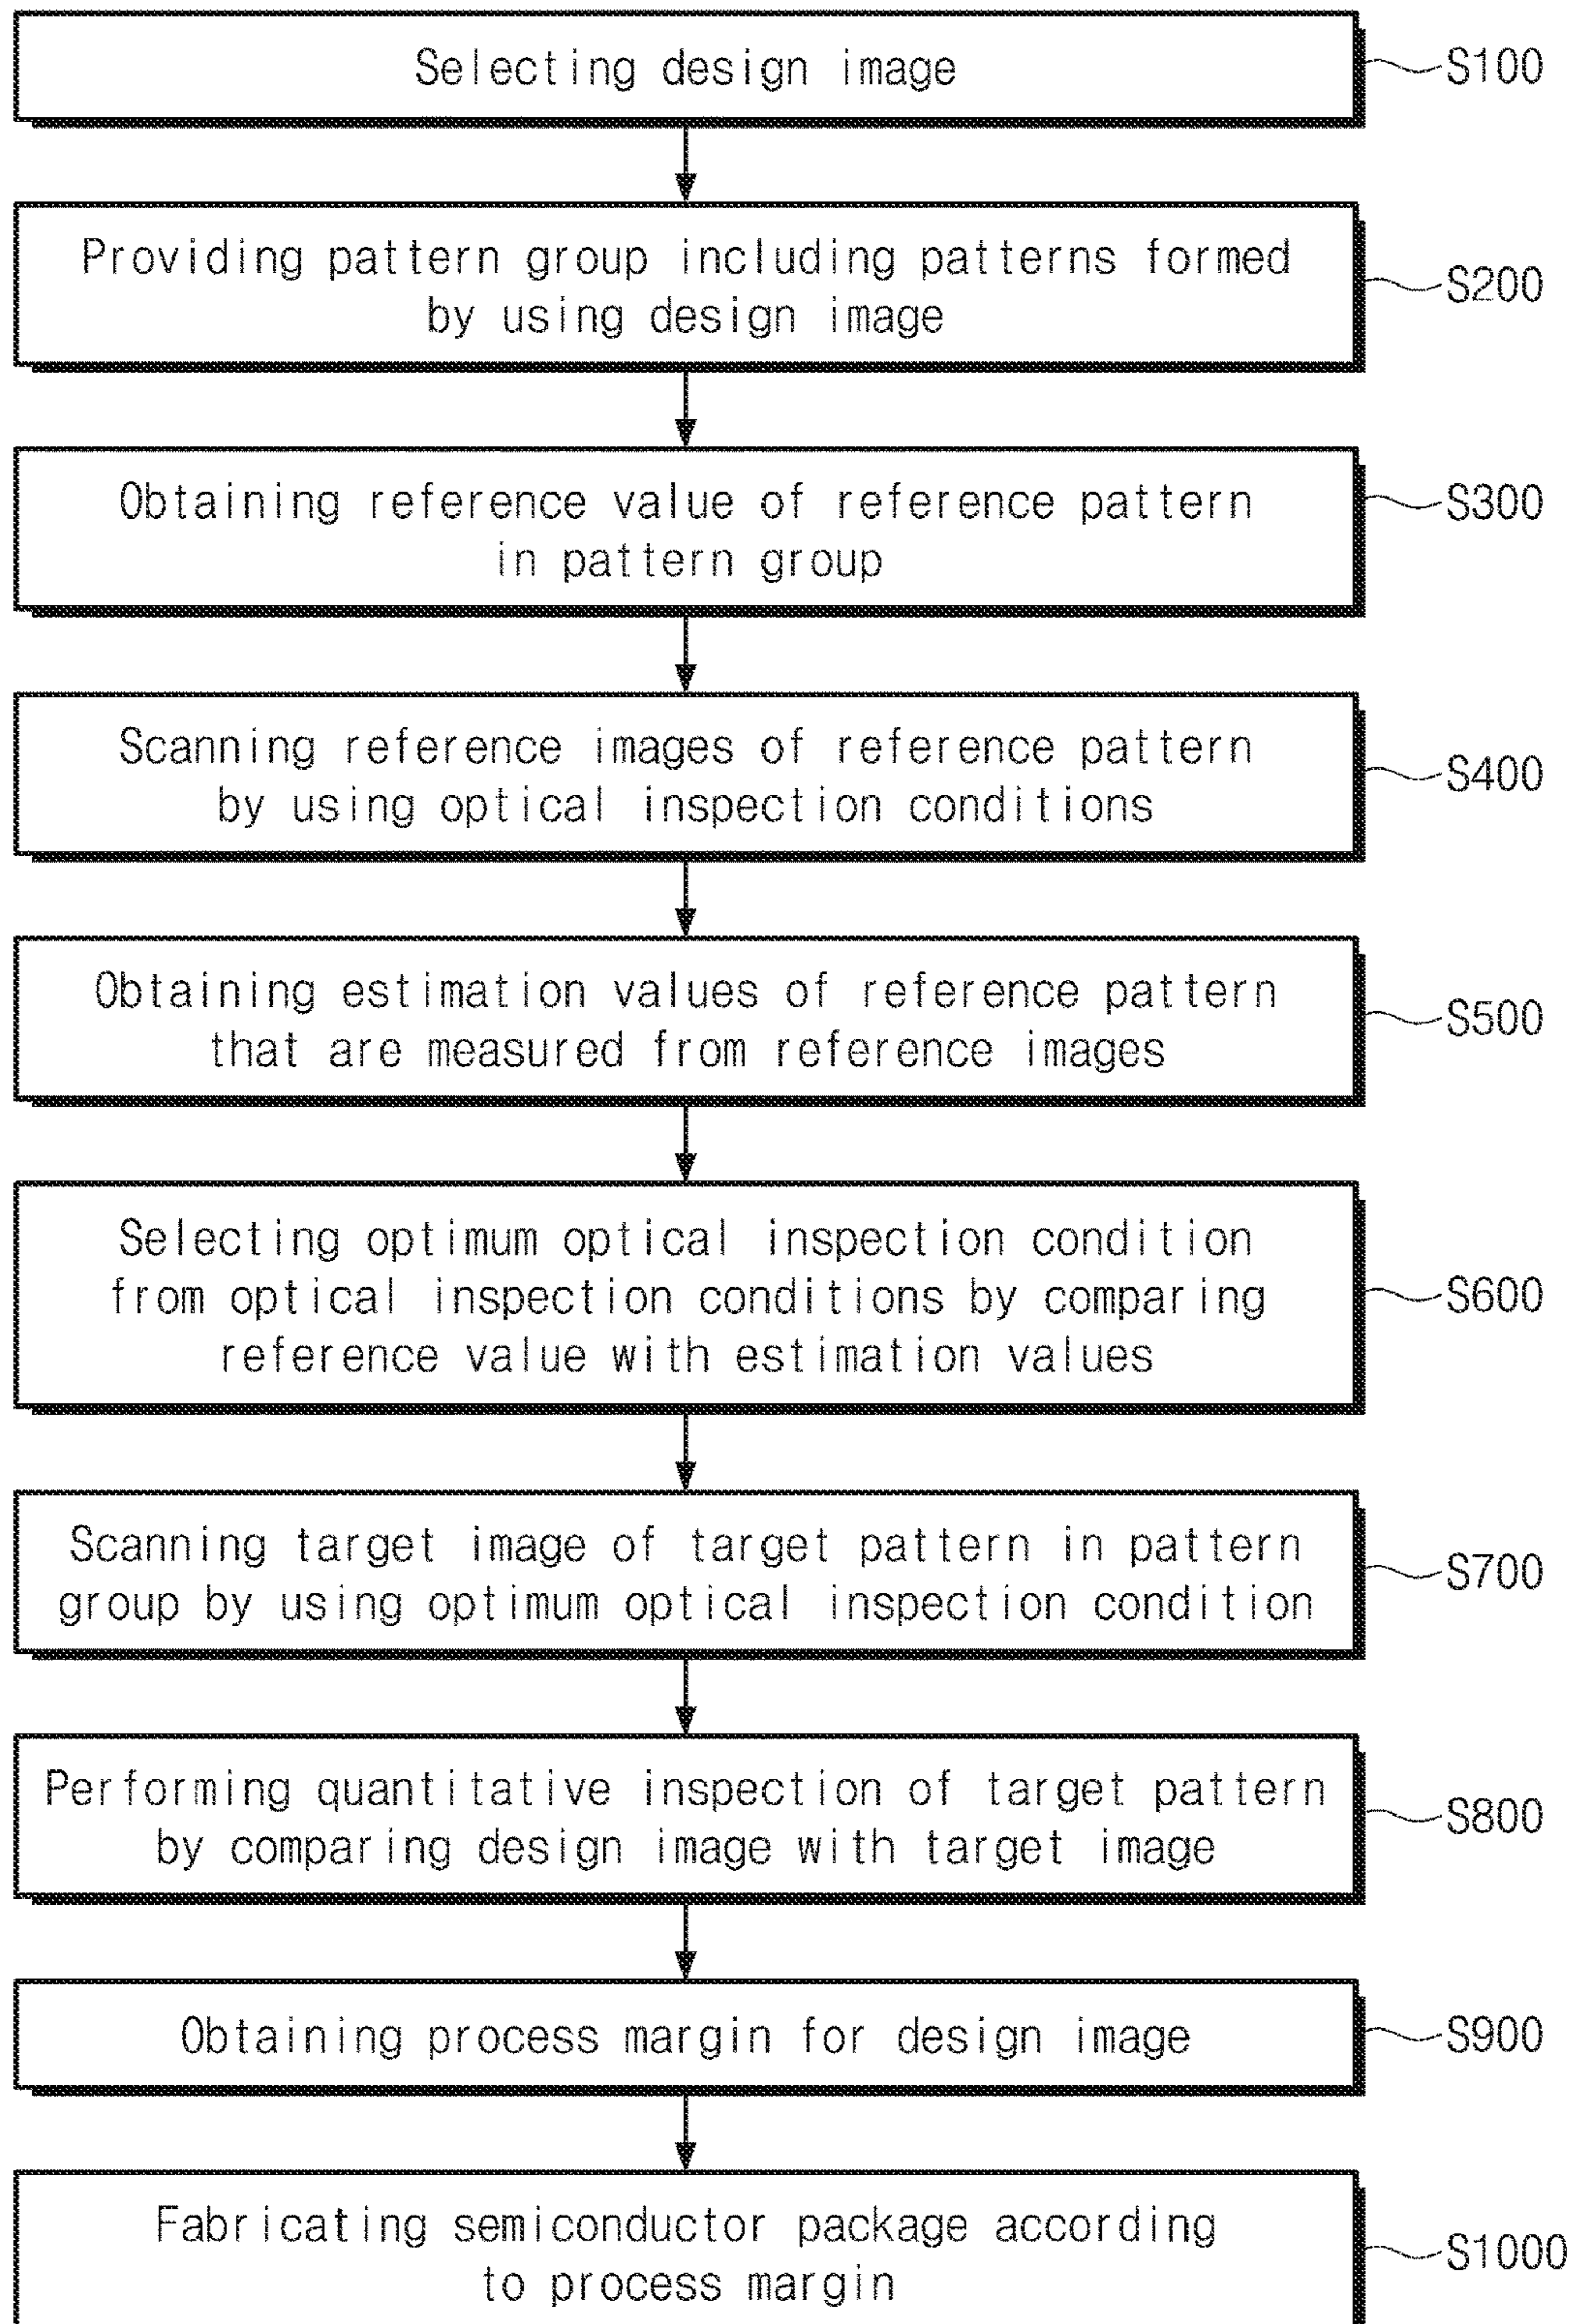 Selecting design image
S100
Providing pattern group including patterns formed
by using design image
S200
Obtaining reference value of reference pattern
in pattern group
S300
Scanning reference images of reference pattern
by using optical inspection conditions
S400
Obtaining estimation values of reference pattern
that are measured from reference images
S500
Selecting optimum optical inspection condition
from optical inspection conditions by comparing
reference value with estimation values
S600
Scanning target image of target pattern in pattern
group by using optimum optical inspection condition
S700
Performing quantitative inspection of target pattern
by comparing design image with target image
S800
Obtaining process margin for design image
S900
Fabricating semiconductor package according
to process margin
S1000